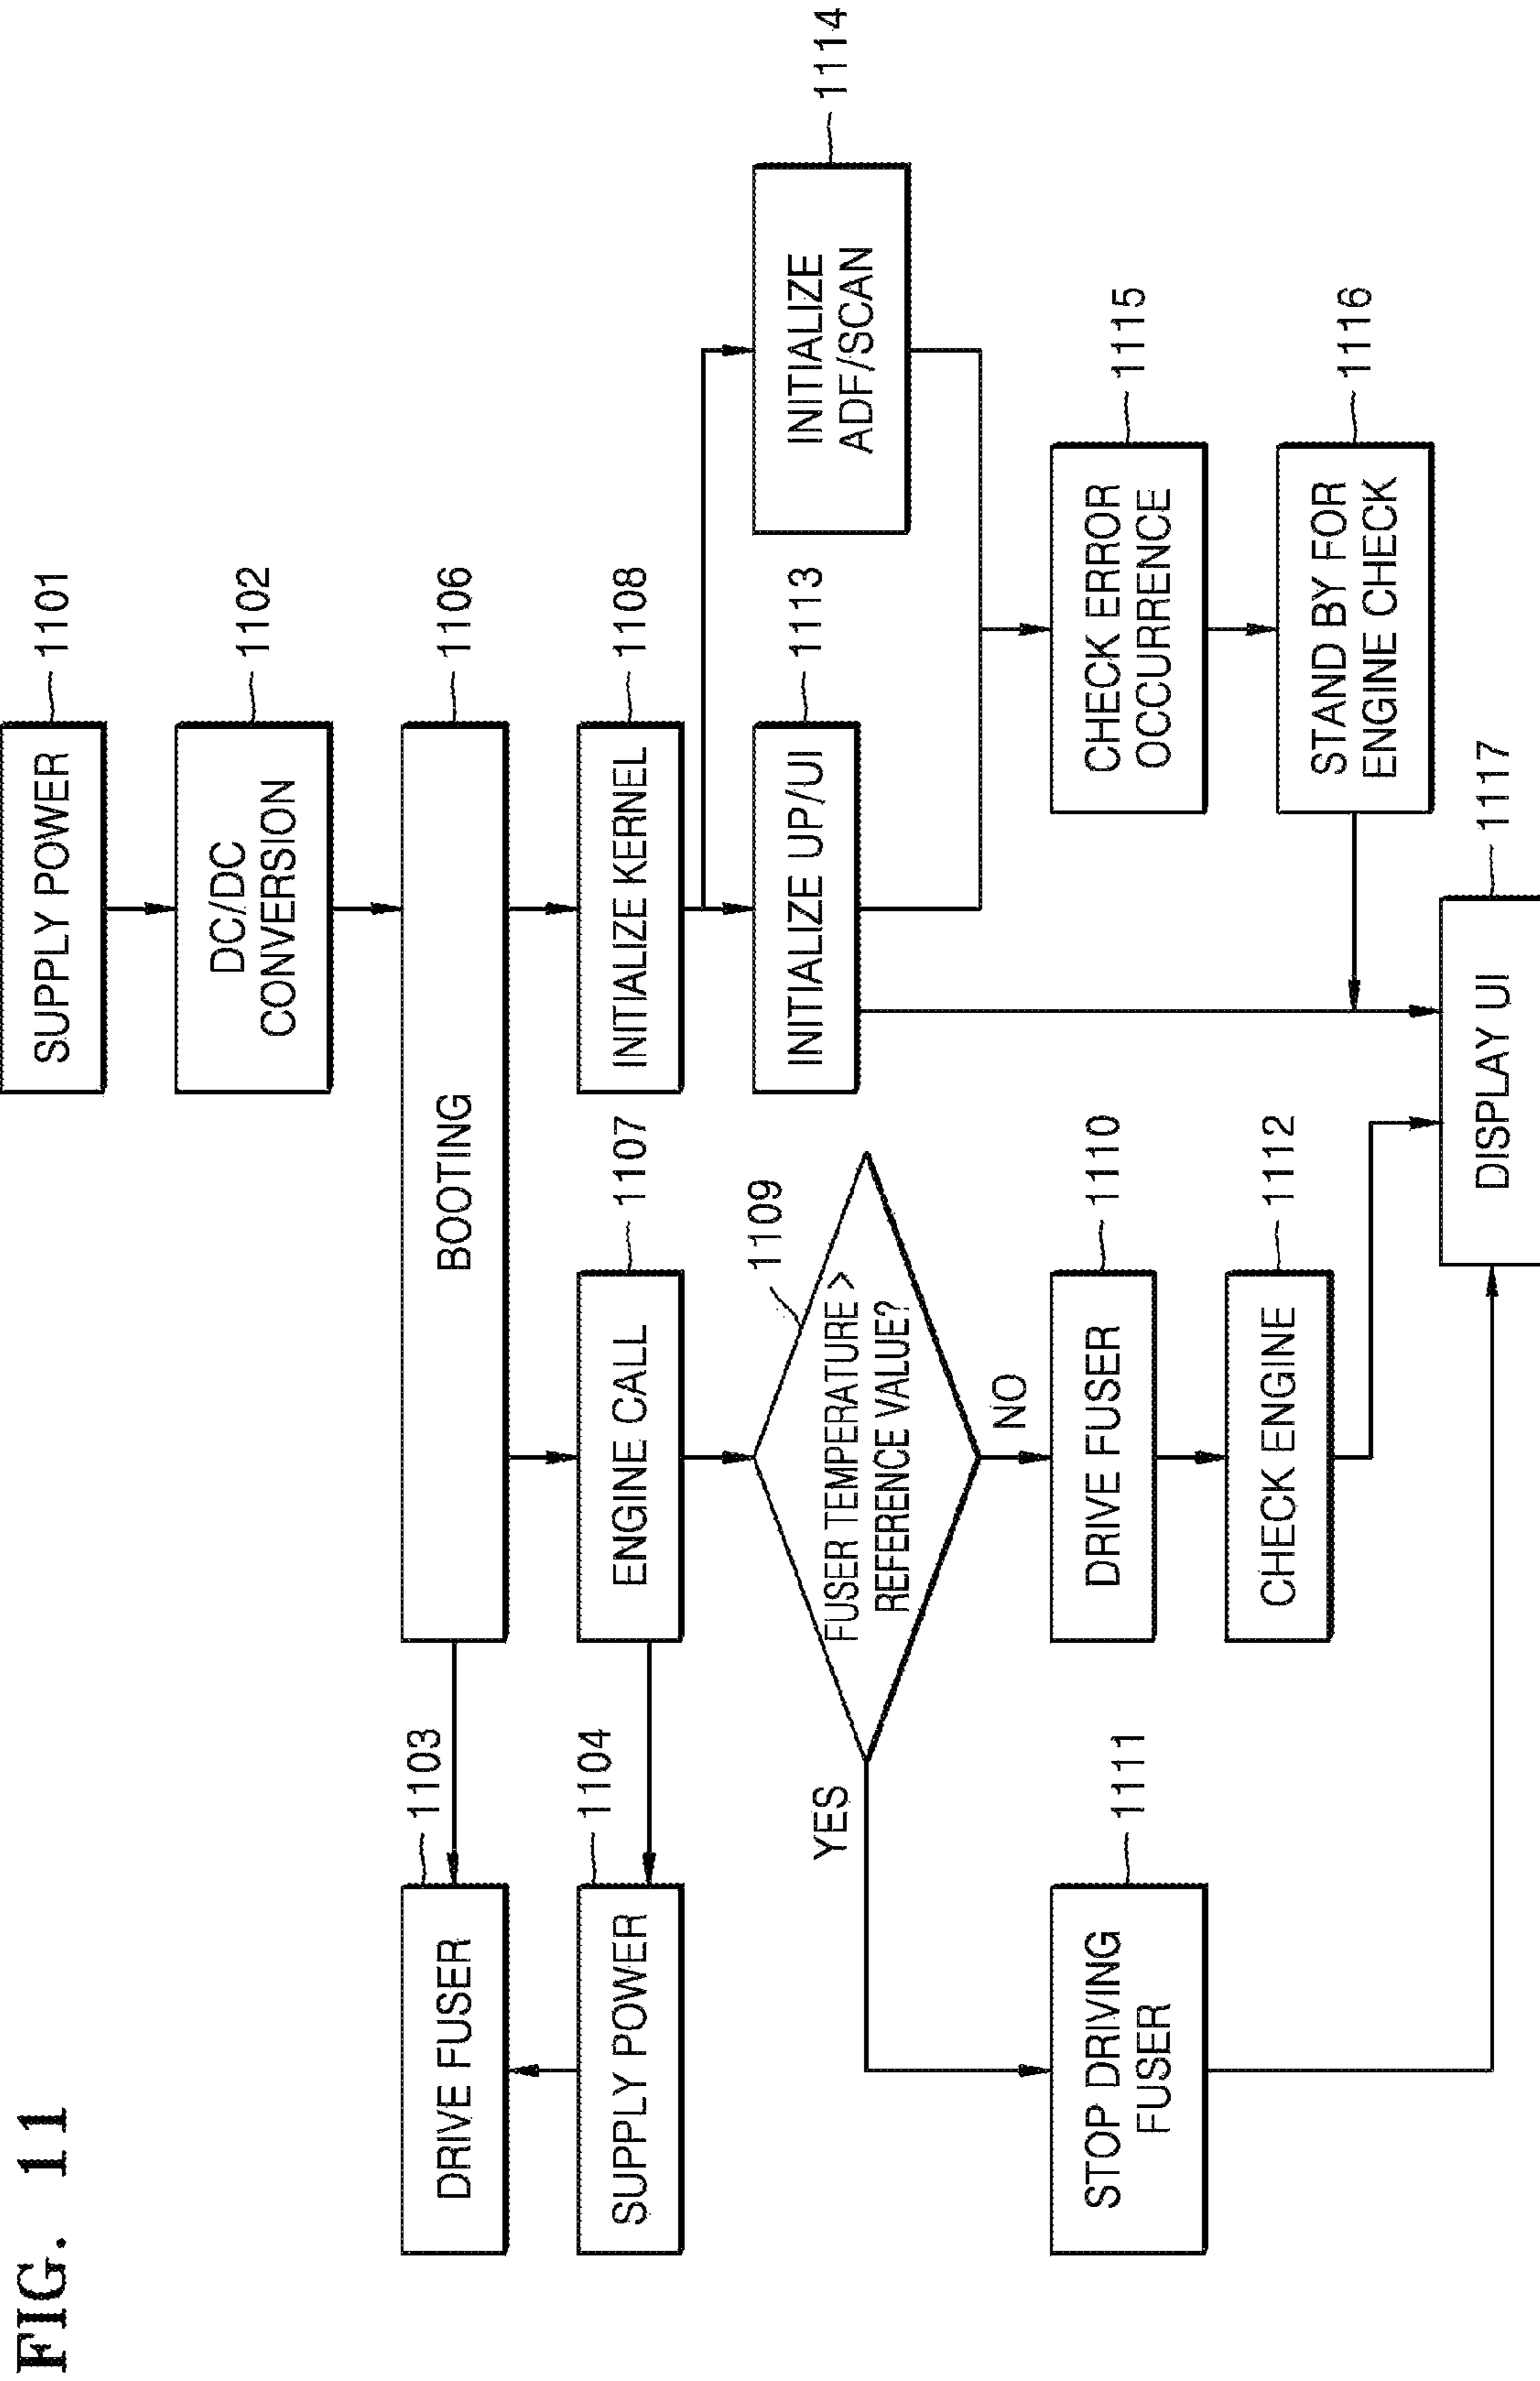 FIG. 11
SUPPLY POWER
1101
DC/DC
CONVERSION
1102
1103
DRIVE FUSER
BOOTING
1106
1104
SUPPLY POWER
ENGINE CALL
1107
INITIALIZE KERNEL
1108
YES
FUSER TEMPERATURE >
REFERENCE VALUE?
1109
NO
INITIALIZE UP/UI
1113
INITIALIZE
ADF/SCAN
1114
STOP DRIVING
FUSER
1111
DRIVE FUSER
1110
CHECK ERROR
OCCURRENCE
1115
CHECK ENGINE
1112
STAND BY FOR
ENGINE CHECK
1116
DISPLAY UI
1117